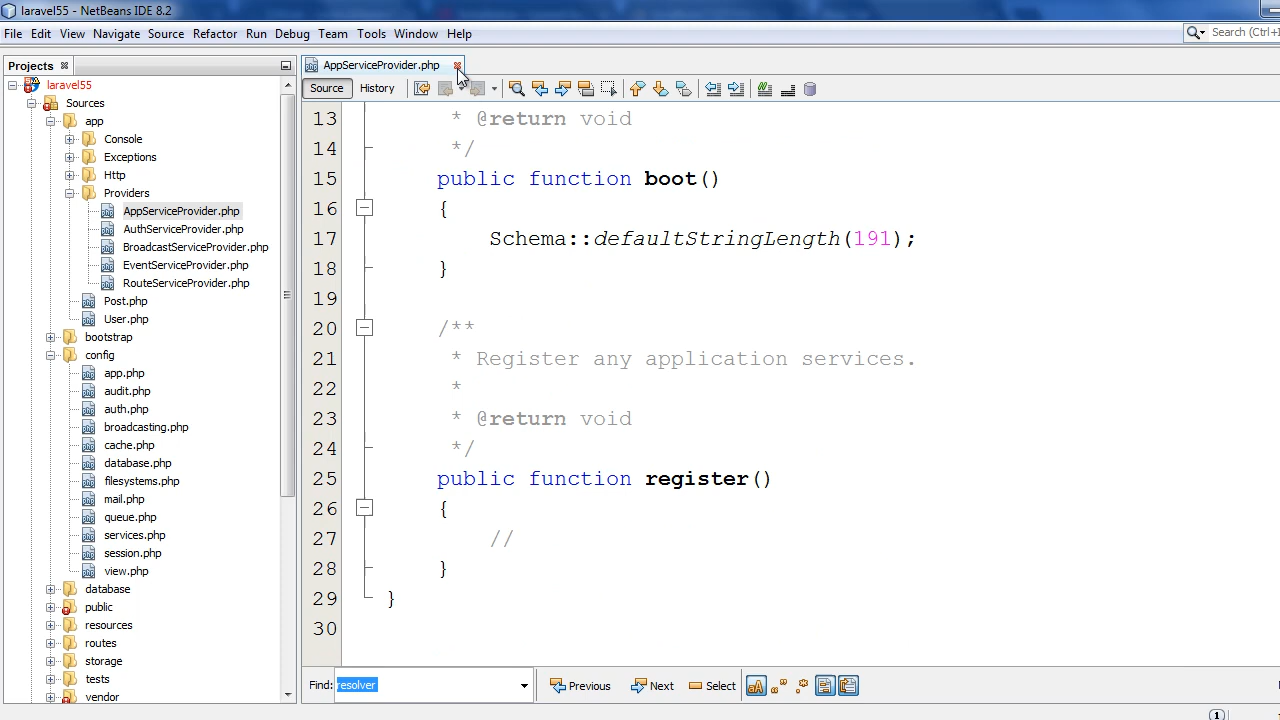 laravel55 - NetBeans IDE 8.2
File Edit View Navigate Source Refactor Run Debug Team Tools Window Help
Search (Ctrl+I
Projects
AppServiceProvider.php
Source History
laravel55
Sources
app
Console
Exceptions
Http
Providers
AppServiceProvider.php
AuthServiceProvider.php
BroadcastServiceProvider.php
EventServiceProvider.php
RouteServiceProvider.php
Post.php
User.php
bootstrap
config
app.php
audit.php
auth.php
broadcasting.php
cache.php
database.php
filesystems.php
mail.php
queue.php
services.php
session.php
view.php
database
public
resources
routes
storage
tests
vendor
13 * @return void
14 */
15 public function boot()
16 {
17 Schema::defaultStringLength(191);
18 }
19
20 /**
21 * Register any application services.
22 *
23 * @return void
24 */
25 public function register()
26 {
27 //
28 }
29 }
30
Find: resolver Previous Next Select
1